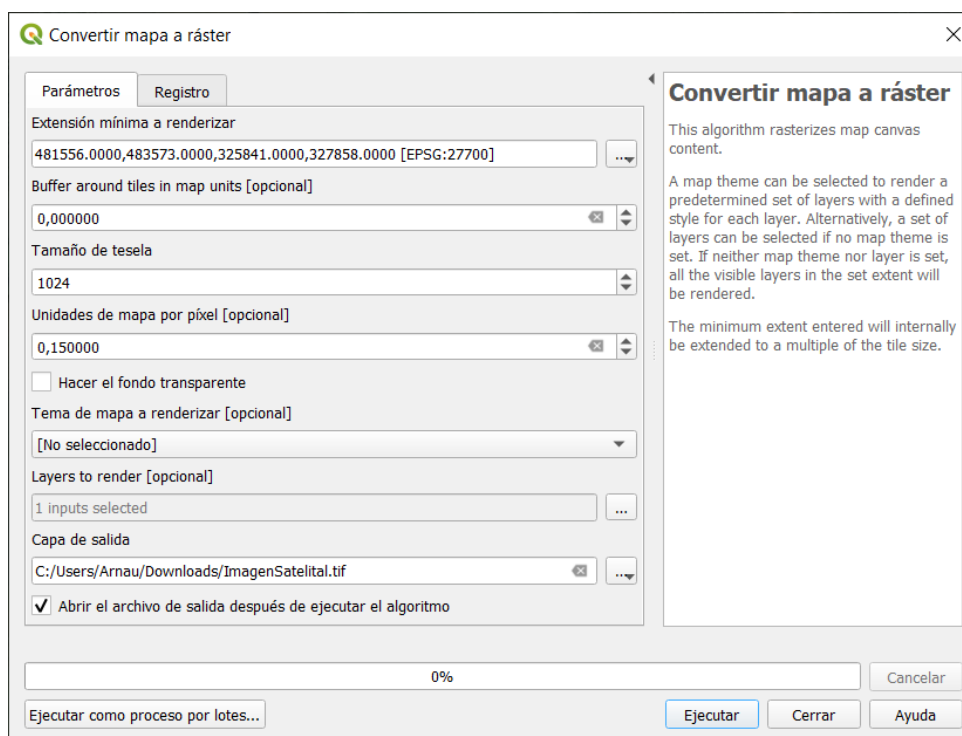 Convertir mapa a ráster
Parámetros
Registro
Extensión mínima a renderizar
481556.0000,483573.0000,325841.0000,327858.0000 [EPSG:27700]
...
Buffer around tiles in map units [opcional]
0,000000
Tamaño de tesela
1024
Unidades de mapa por píxel [opcional]
0,150000
Hacer el fondo transparente
Tema de mapa a renderizar [opcional]
[No seleccionado]
Layers to render [opcional]
1 inputs selected
...
Capa de salida
C:/Users/Arnau/Downloads/ImagenSatelital.tif
...
Abrir el archivo de salida después de ejecutar el algoritmo
Convertir mapa a ráster
This algorithm rasterizes map canvas
content.
A map theme can be selected to render a
predetermined set of layers with a defined
style for each layer. Alternatively, a set of
layers can be selected if no map theme is
set. If neither map theme nor layer is set,
all the visible layers in the set extent will
be rendered.
The minimum extent entered will internally
be extended to a multiple of the tile size.
0%
Cancelar
Ejecutar como proceso por lotes...
Ejecutar
Cerrar
Ayuda